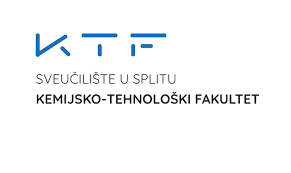 KTF
SVEUČILIŠTE U SPLITU
KEMIJSKO-TEHNOLOŠKI FAKULTET